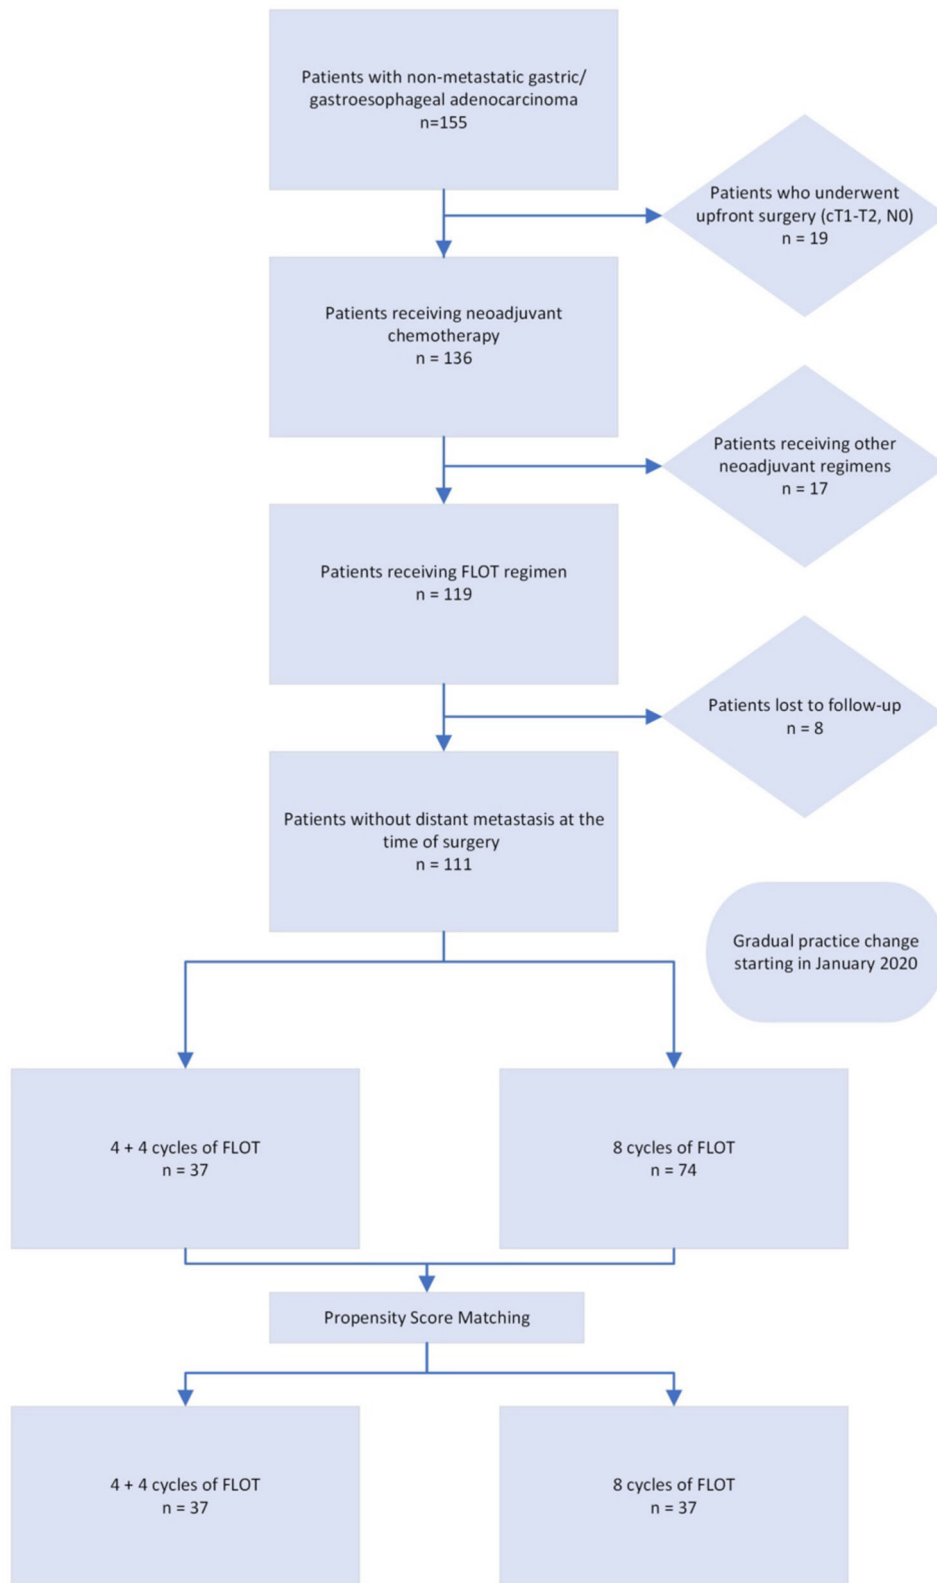 Patients with non-metastatic gastric/
gastroesophageal adenocarcinoma
n=155
Patients who underwent
upfront surgery (cT1-T2, N0)
n = 19
Patients receiving neoadjuvant
chemotherapy
n = 136
Patients receiving other
neoadjuvant regimens
n = 17
Patients receiving FLOT regimen
n = 119
Patients lost to follow-up
n = 8
Patients without distant metastasis at the
time of surgery
n = 111
Gradual practice change
starting in January 2020
4 + 4 cycles of FLOT
n = 37
8 cycles of FLOT
n = 74
Propensity Score Matching
4 + 4 cycles of FLOT
n = 37
8 cycles of FLOT
n = 37